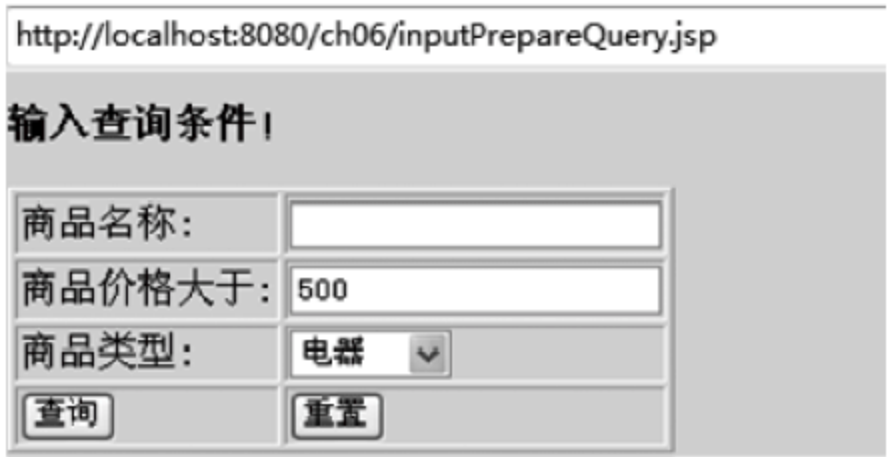 http://localhost:8080/ch06/inputPrepareQuery.jsp
输入查询条件!
商品名称:
商品价格大于: 500
商品类型: 电器
查询 重置